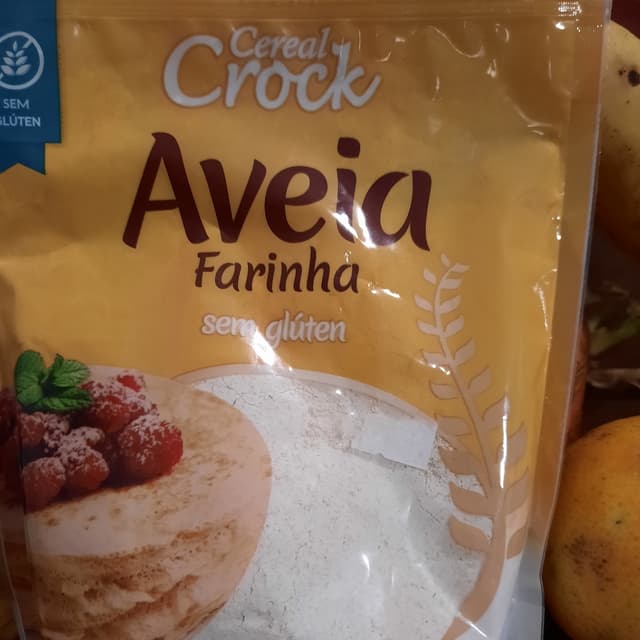 SEM
GLÚTEN
Cereal
Crock
Aveia
Farinha
sem glúten